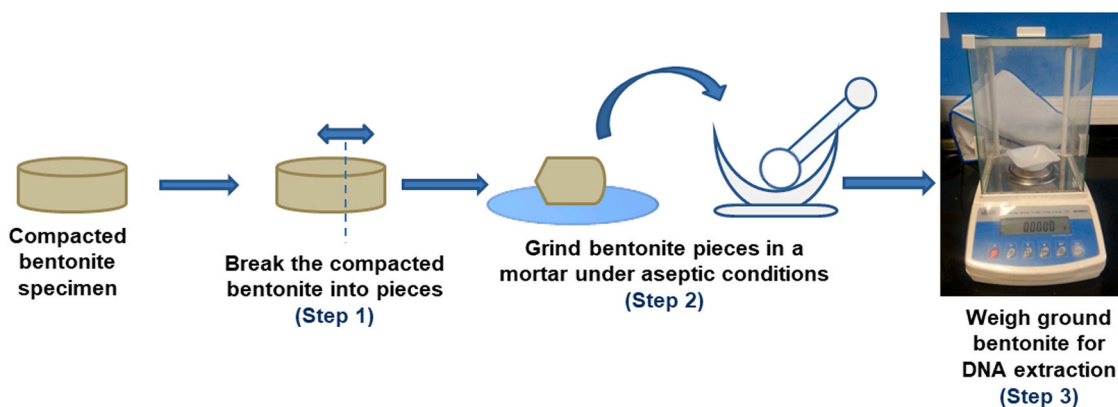 Compacted
bentonite
specimen
Break the compacted
bentonite into pieces
(Step 1)
Grind bentonite pieces in a
mortar under aseptic conditions
(Step 2)
Weigh ground
bentonite for
DNA extraction
(Step 3)